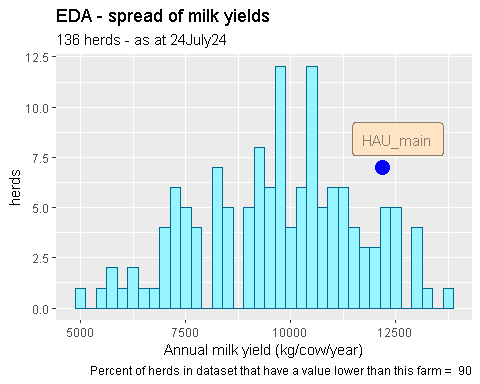 EDA - spread of milk yields
136 herds - as at 24July24
12.5
10.0
7.5
5.0
2.5
0.0
herds
HAU_main
5000 7500 10000 12500
Annual milk yield (kg/cow/year)
Percent of herds in dataset that have a value lower than this farm = 90